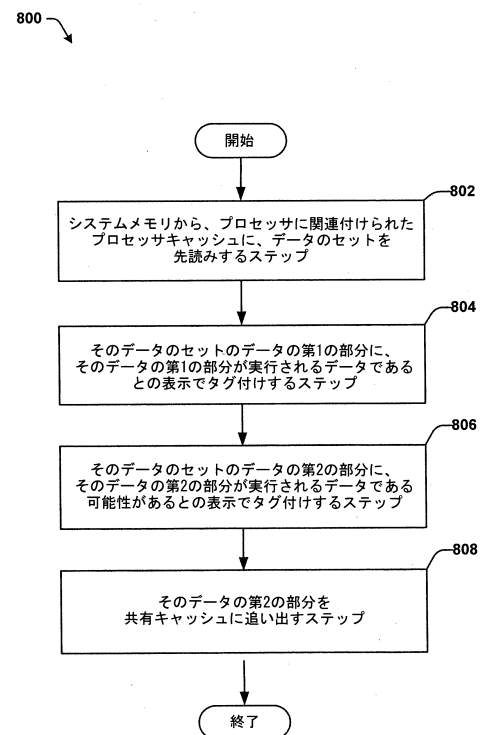 800
開始
802
システムメモリから、プロセッサに関連付けられた
プロセッサキャッシュに、データのセットを
先読みするステップ
804
そのデータのセットのデータの第1の部分に、
そのデータの第1の部分が実行されるデータである
との表示でタグ付けするステップ
806
そのデータのセットのデータの第2の部分に、
そのデータの第2の部分が実行されるデータである
可能性があるとの表示でタグ付けするステップ
808
そのデータの第2の部分を
共有キャッシュに追い出すステップ
終了